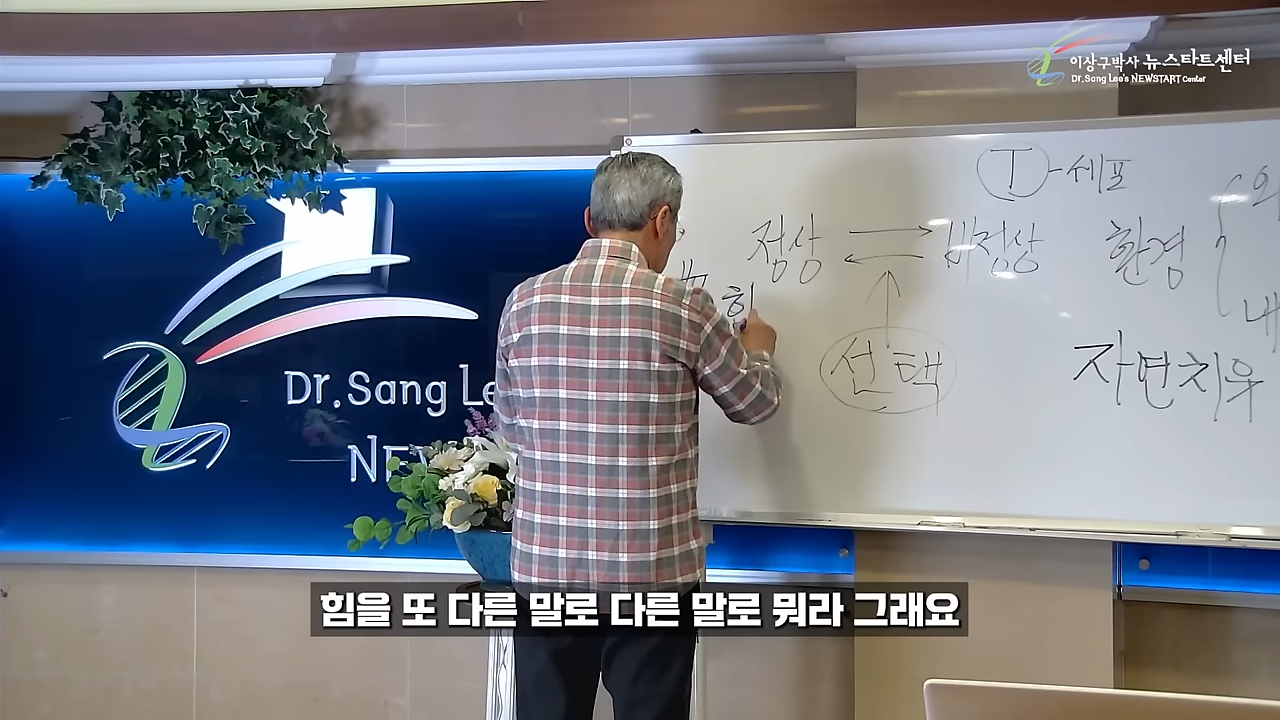 이상구박사 뉴스타트센터
Dr.Sang Lee's NEWSTART Center
T-세포
정상
비정상
환경
힘
선택
자연치유
Dr.Sang Le
힘을 또 다른 말로 다른 말로 뭐라 그래요